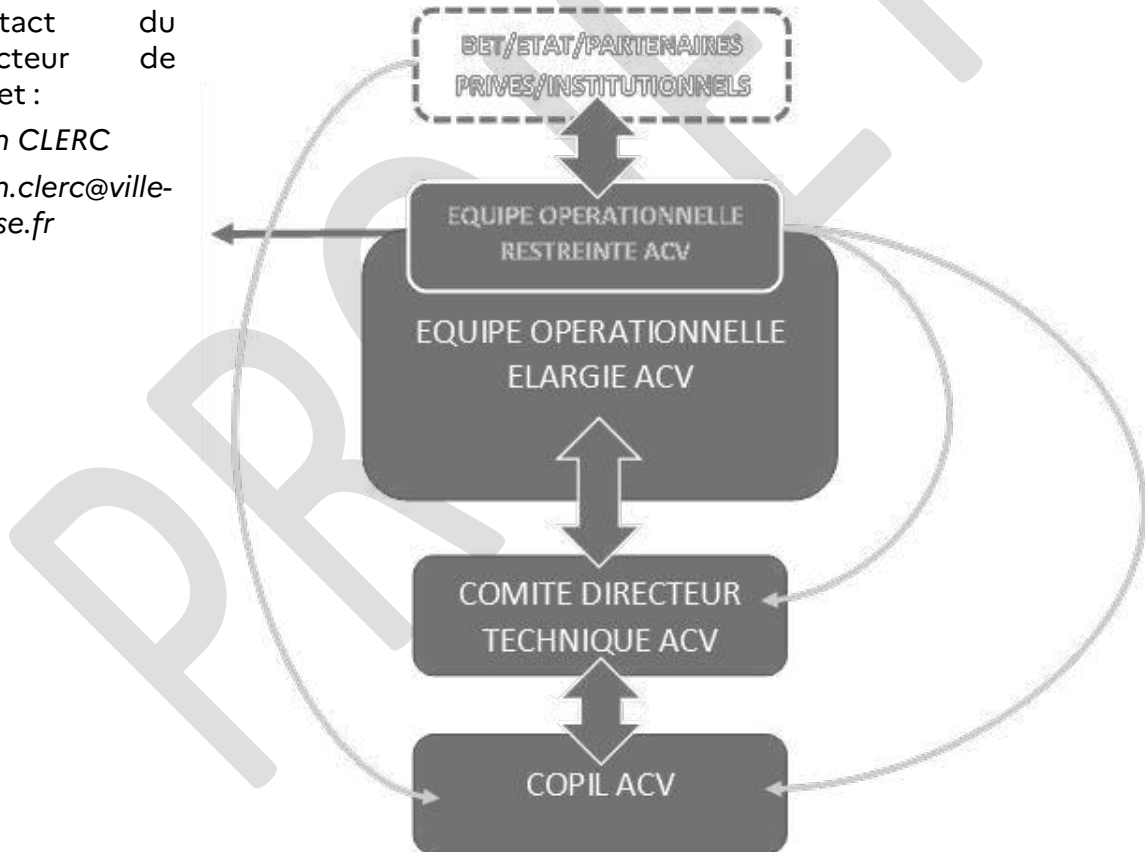 tact du
cteur de
et :
n CLERC
n.clerc@ville-
se.fr
BET/ETAT/PARTENAIRES
PRIVES/INSTITUTIONNELS
EQUIPE OPERATIONNELLE
RESTREINTE ACV
EQUIPE OPERATIONNELLE
ELARGIE ACV
COMITE DIRECTEUR
TECHNIQUE ACV
COPIL ACV